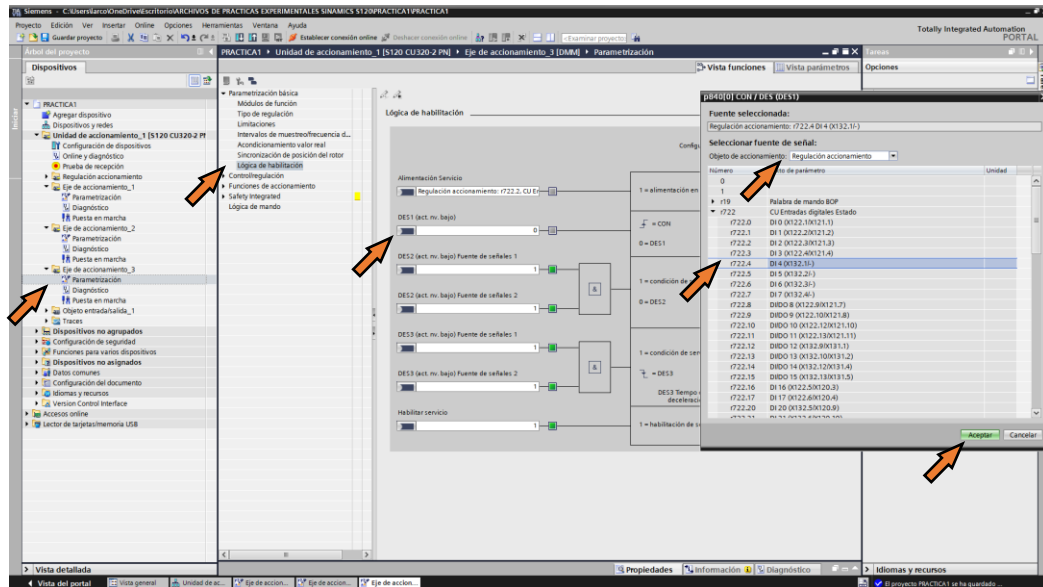 Siemens - C:\Users\larco\OneDrive\Escritorio\ARCHIVOS DE PRACTICAS EXPERIMENTALES SINAMICS S120\PRACTICA1\PRACTICA1
Proyecto Edición Ver Insertar Online Opciones Herramientas Ventana Ayuda
Guardar proyecto Establecer conexión online Deshacer conexión online <Examinar proyecto>
Totally Integrated Automation
PORTAL
Árbol del proyecto
PRACTICA1 Unidad de accionamiento_1 [S120 CU320-2 PN] Eje de accionamiento_3 [DMM] Parametrización
Tareas
Dispositivos
Vista funciones Vista parámetros
Opciones
PRACTICA1
Agregar dispositivo
Dispositivos y redes
Unidad de accionamiento_1 [S120 CU320-2 PN
Configuración de dispositivos
Online y diagnóstico
Prueba de recepción
Regulación accionamiento
Eje de accionamiento_1
Parametrización
Diagnóstico
Puesta en marcha
Eje de accionamiento_2
Parametrización
Diagnóstico
Puesta en marcha
Eje de accionamiento_3
Parametrización
Diagnóstico
Puesta en marcha
Objeto entrada/salida_1
Traces
Dispositivos no agrupados
Configuración de seguridad
Funciones para varios dispositivos
Dispositivos no asignados
Datos comunes
Configuración del documento
Idiomas y recursos
Version Control Interface
Accesos online
Lector de tarjetas/memoria USB
Parametrización básica
Módulos de función
Tipo de regulación
Limitaciones
Intervalos de muestreo/frecuencia d...
Acondicionamiento valor real
Sincronización de posición del rotor
Lógica de habilitación
Control/regulación
Funciones de accionamiento
Safety Integrated
Lógica de mando
Lógica de habilitación
Configu
Alimentación Servicio
Regulación accionamiento: r722.2, CU En
1 = alimentación en
DES1 (act. nv. bajo)
0
= CON
0 = DES1
DES2 (act. nv. bajo) Fuente de señales 1
1
&
1 = condición de
DES2 (act. nv. bajo) Fuente de señales 2
1
0 = DES2
DES3 (act. nv. bajo) Fuente de señales 1
1
&
1 = condición de ser
DES3 (act. nv. bajo) Fuente de señales 2
1
= DES3
DES3 Tiempo
deceleraci
Habilitar servicio
1
1 = habilitación de s
p840[0] CON / DES (DES1)
Fuente seleccionada:
Regulación accionamiento: r722.4 DI 4 (X132.1/-)
Seleccionar fuente de señal:
Objeto de accionamiento: Regulación accionamiento
Número de parámetro Unidad
0
1
r19 Palabra de mando BOP
r722 CU Entradas digitales Estado
r722.0 DI 0 (X122.1/X121.1)
r722.1 DI 1 (X122.2/X121.2)
r722.2 DI 2 (X122.3/X121.3)
r722.3 DI 3 (X122.4/X121.4)
r722.4 DI 4 (X132.1/-)
r722.5 DI 5 (X132.2/-)
r722.6 DI 6 (X132.3/-)
r722.7 DI 7 (X132.4/-)
r722.8 DI/DO 8 (X122.9/X121.7)
r722.9 DI/DO 9 (X122.10/X121.8)
r722.10 DI/DO 10 (X122.12/X121.10)
r722.11 DI/DO 11 (X122.13/X121.11)
r722.12 DI/DO 12 (X132.9/X131.1)
r722.13 DI/DO 13 (X132.10/X131.2)
r722.14 DI/DO 14 (X132.12/X131.4)
r722.15 DI/DO 15 (X132.13/X131.5)
r722.16 DI 16 (X122.5/X120.3)
r722.17 DI 17 (X122.6/X120.4)
r722.20 DI 20 (X132.5/X120.9)
Aceptar Cancelar
Propiedades Información Diagnóstico
Vista detallada
Idiomas y recursos
Vista del portal Vista general Unidad de ac... Eje de accion... Eje de accion... Eje de accion...
El proyecto PRACTICA1 se ha guardado ...